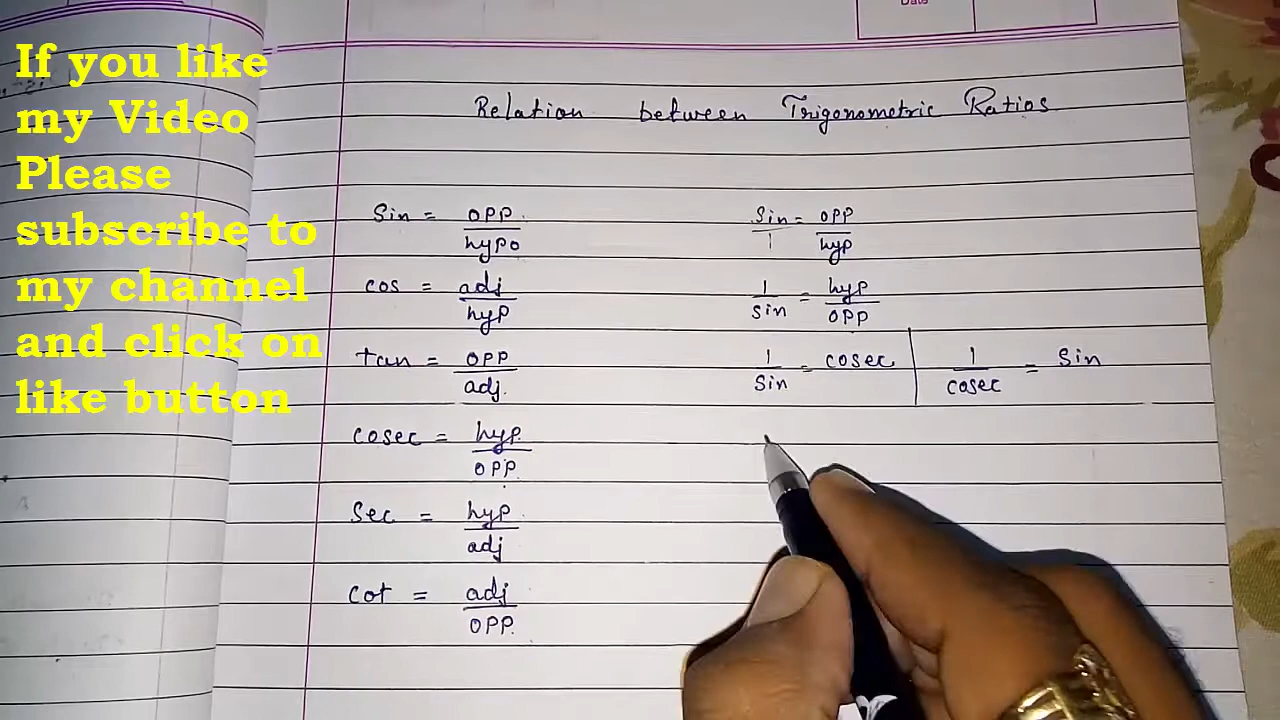 If you like
my Video
Please
subscribe to
my channel
and click on
like button
Date
Relation between Trigonometric Ratios
Sin = OPP / hypo
cos = adj / hyp
tan = OPP / adj.
cosec = hyp. / OPP.
Sec = hyp / adj
cot = adj / OPP.
Sin / 1 = OPP / hyp
1 / sin = hyp / OPP
1 / Sin = cosec | 1 / cosec = Sin